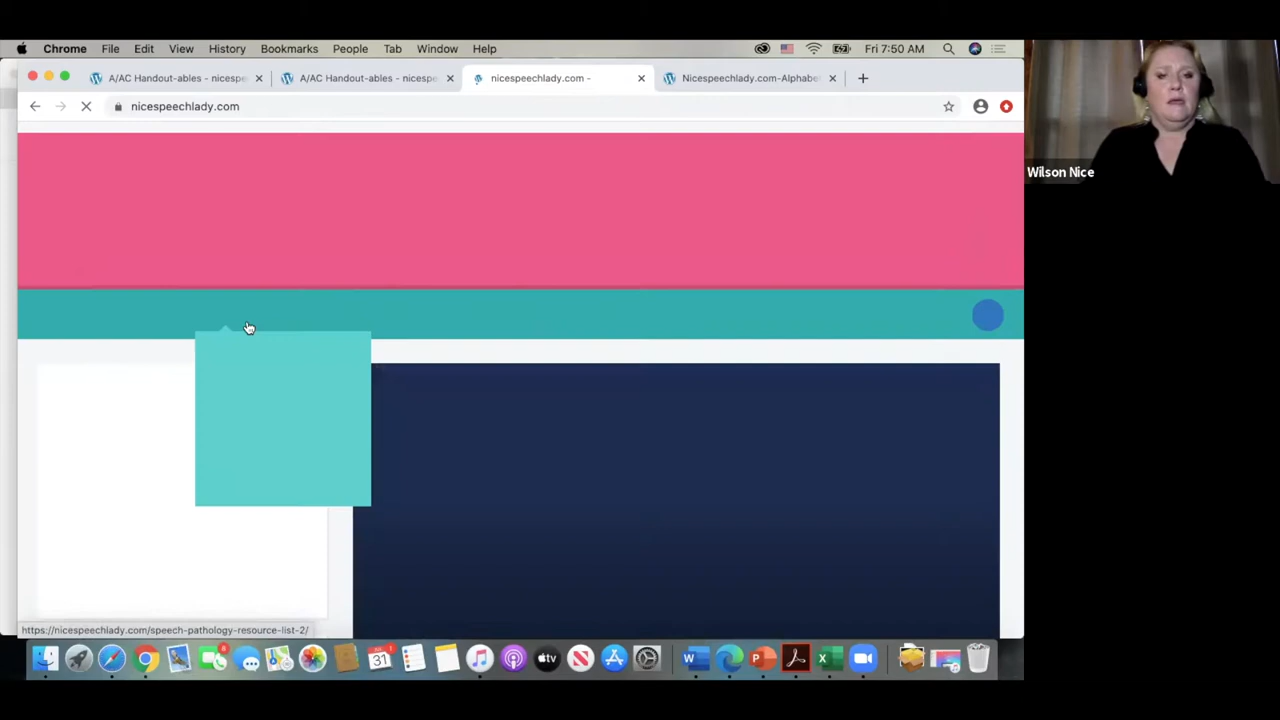 Chrome File Edit View History Bookmarks People Tab Window Help Fri 7:50 AM
A/AC Handout-ables - nicespe A/AC Handout-ables - nicespe nicespeechlady.com - Nicespeechlady.com-Alphabe
nicespeechlady.com
Wilson Nice
https://nicespeechlady.com/speech-pathology-resource-list-2/
31
tv